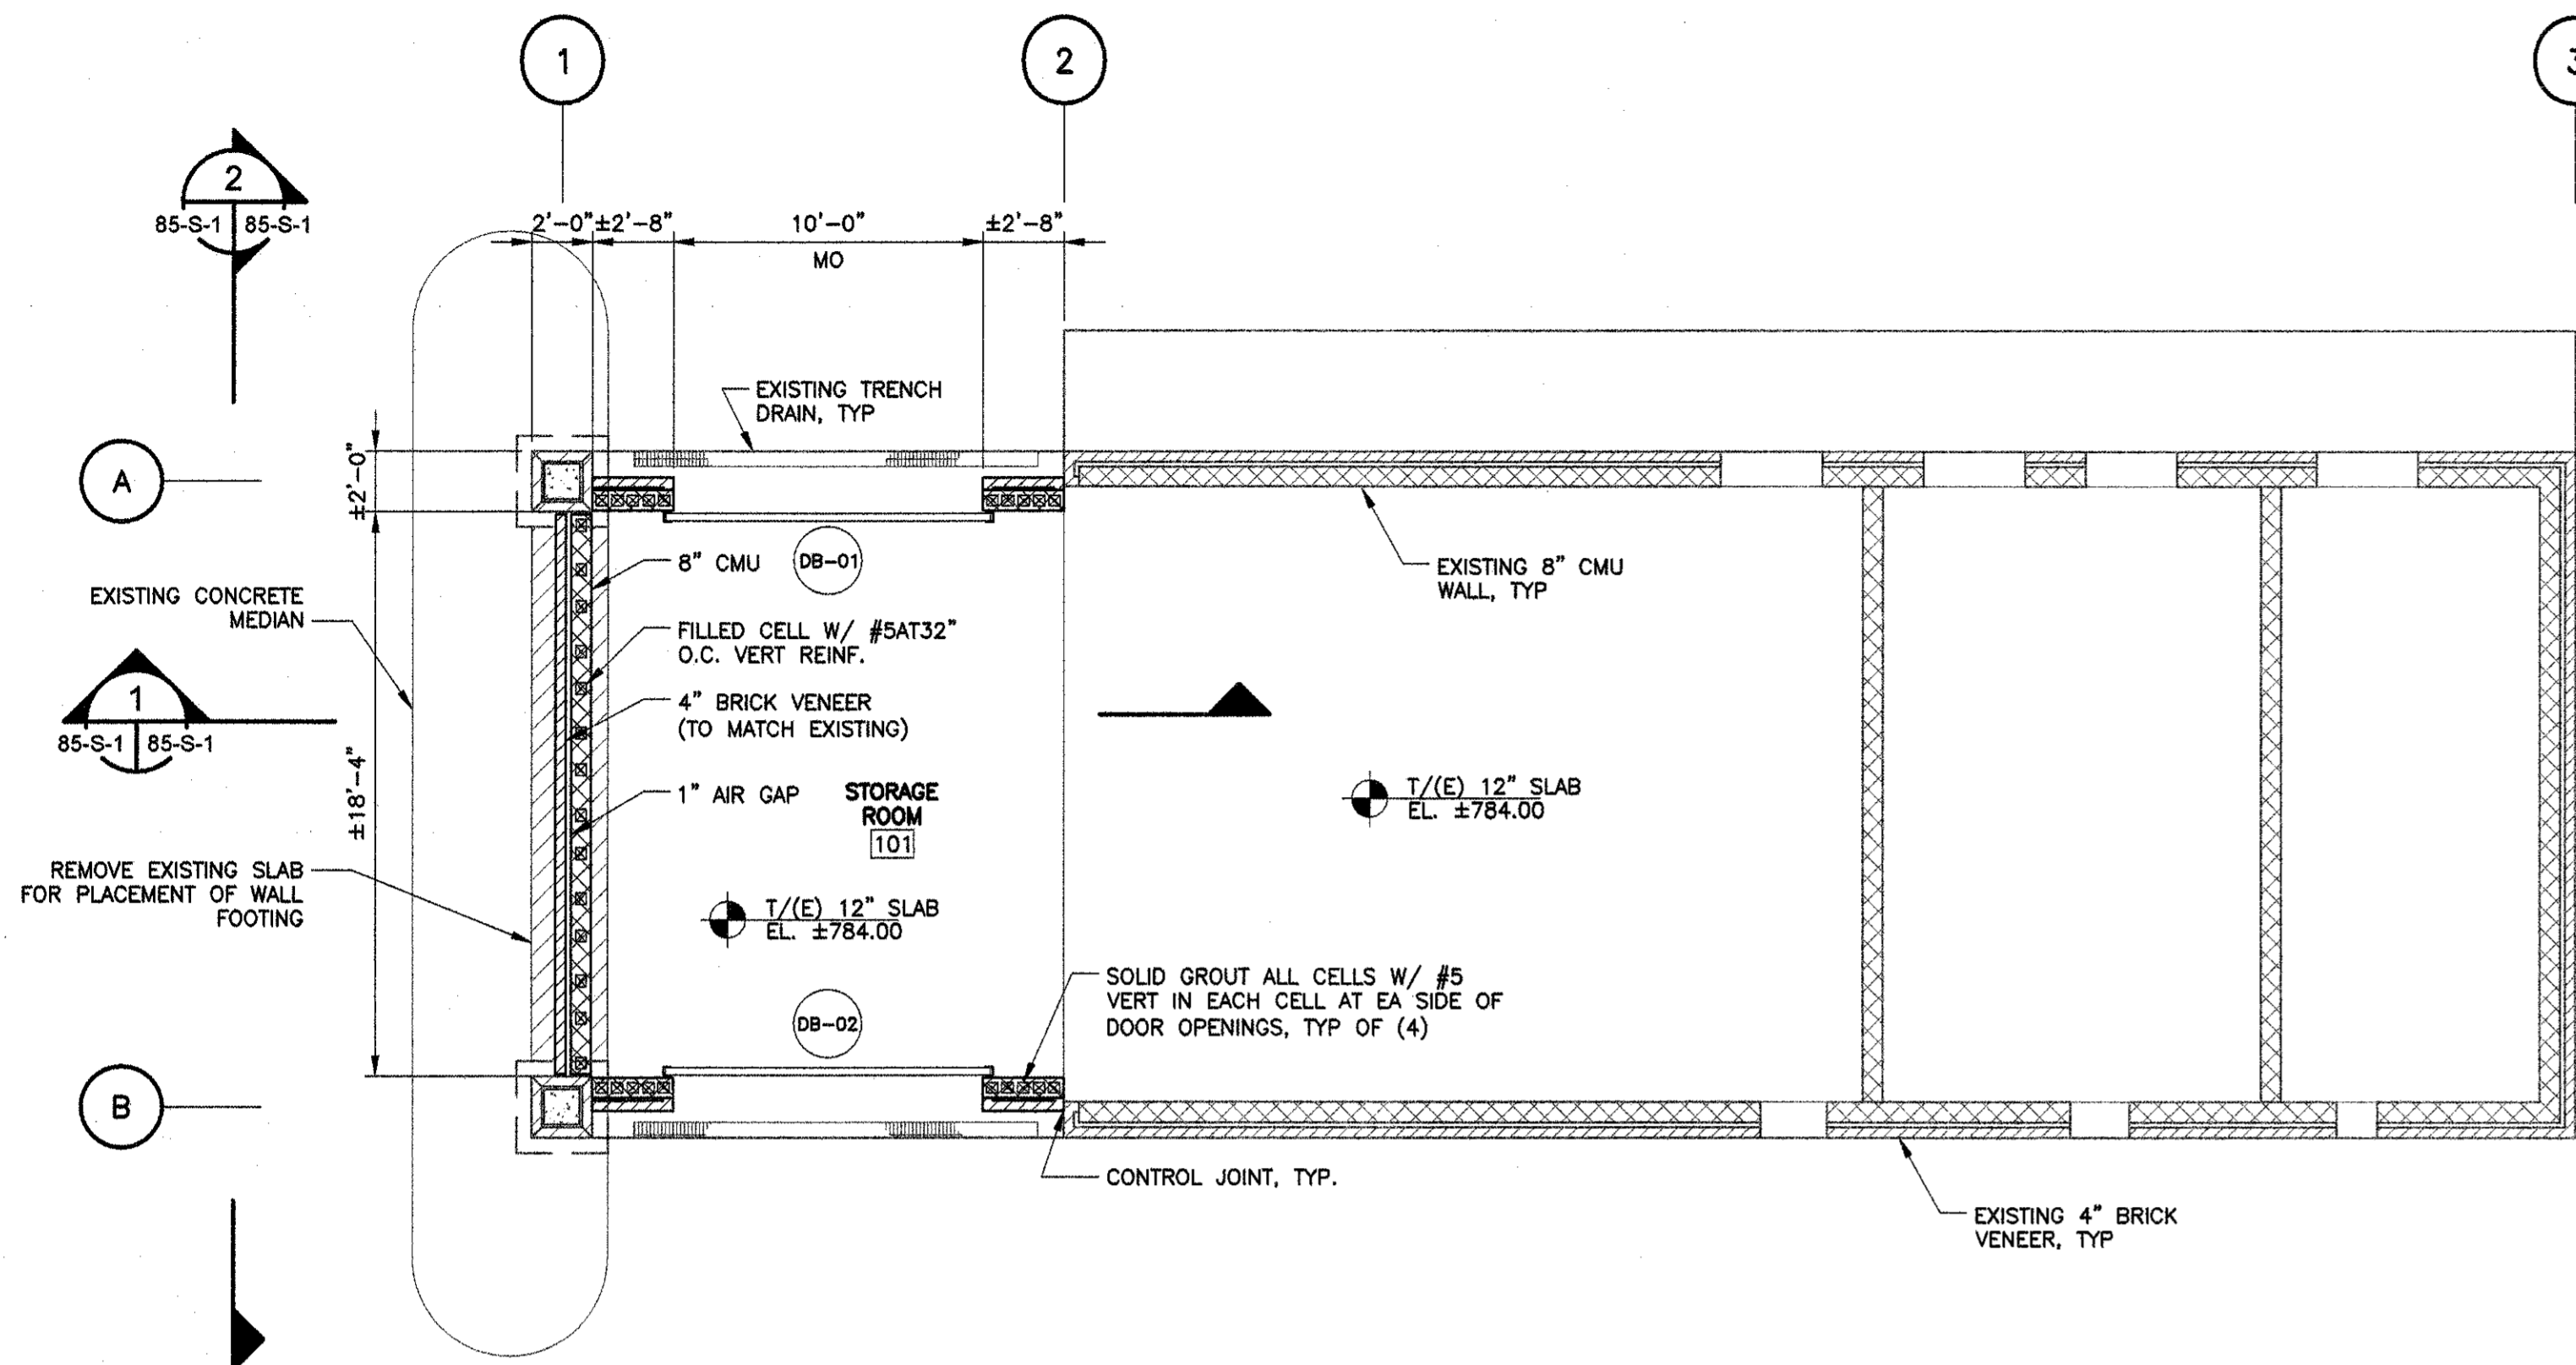 1
2
3
2
85-S-1 85-S-1
2'-0" ±2'-8" 10'-0" ±2'-8"
MO
EXISTING TRENCH
DRAIN, TYP
A
±2'-0"
8" CMU
DB-01
EXISTING 8" CMU
WALL, TYP
EXISTING CONCRETE
MEDIAN
FILLED CELL W/ #5AT32"
O.C. VERT REINF.
1
85-S-1 85-S-1
4" BRICK VENEER
(TO MATCH EXISTING)
±18'-4"
1" AIR GAP
STORAGE
ROOM
101
T/(E) 12" SLAB
EL. ±784.00
REMOVE EXISTING SLAB
FOR PLACEMENT OF WALL
FOOTING
T/(E) 12" SLAB
EL. ±784.00
SOLID GROUT ALL CELLS W/ #5
VERT IN EACH CELL AT EA SIDE OF
DOOR OPENINGS, TYP OF (4)
DB-02
B
CONTROL JOINT, TYP.
EXISTING 4" BRICK
VENEER, TYP